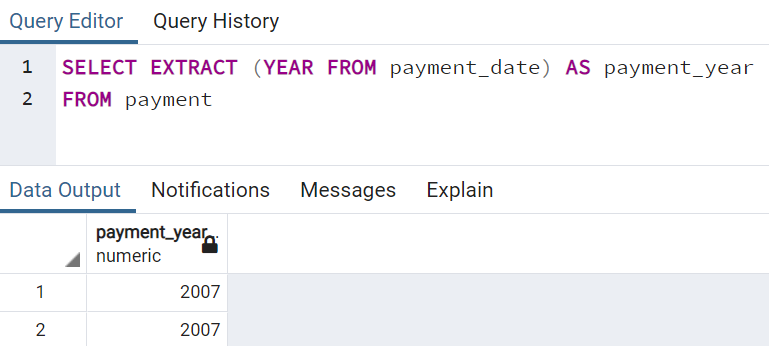 Query Editor Query History
1 SELECT EXTRACT (YEAR FROM payment_date) AS payment_year
2 FROM payment
Data Output Notifications Messages Explain
payment_year..
numeric
1 2007
2 2007